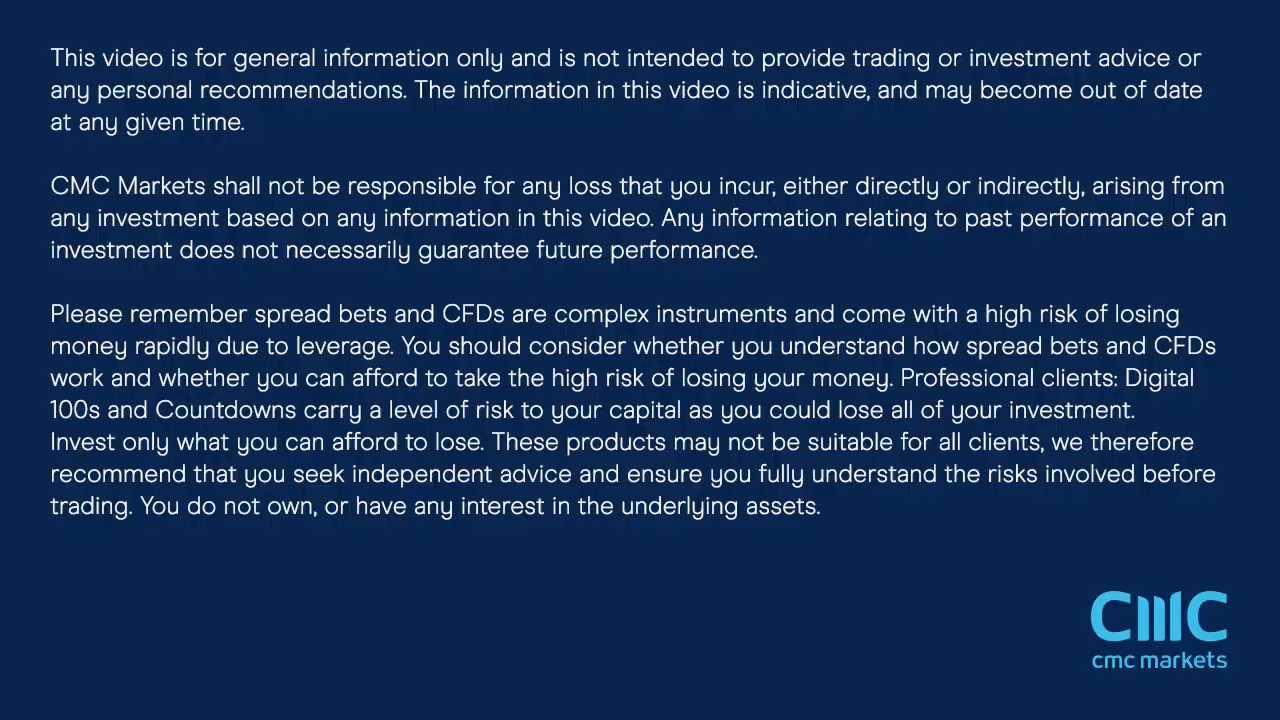 This video is for general information only and is not intended to provide trading or investment advice or
any personal recommendations. The information in this video is indicative, and may become out of date
at any given time.
CMC Markets shall not be responsible for any loss that you incur, either directly or indirectly, arising from
any investment based on any information in this video. Any information relating to past performance of an
investment does not necessarily guarantee future performance.
Please remember spread bets and CFDs are complex instruments and come with a high risk of losing
money rapidly due to leverage. You should consider whether you understand how spread bets and CFDs
work and whether you can afford to take the high risk of losing your money. Professional clients: Digital
100s and Countdowns carry a level of risk to your capital as you could lose all of your investment.
Invest only what you can afford to lose. These products may not be suitable for all clients, we therefore
recommend that you seek independent advice and ensure you fully understand the risks involved before
trading. You do not own, or have any interest in the underlying assets.
CMC
cmc markets